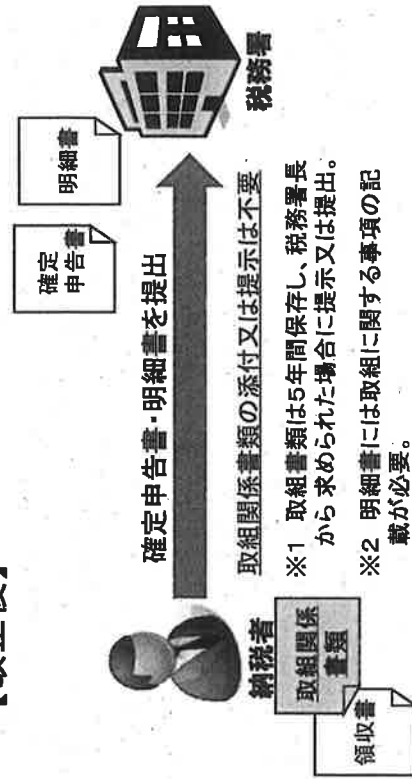 【改正後】
確定
申告書
明細書
確定申告書・明細書を提出
納税者
税務署
取組関係書類の添付又は提示は不要
※1 取組書類は5年間保存し、税務署長
から求められた場合に提示又は提出。
※2 明細書には取組に関する事項の記
載が必要。
取組関係
書類
領収書